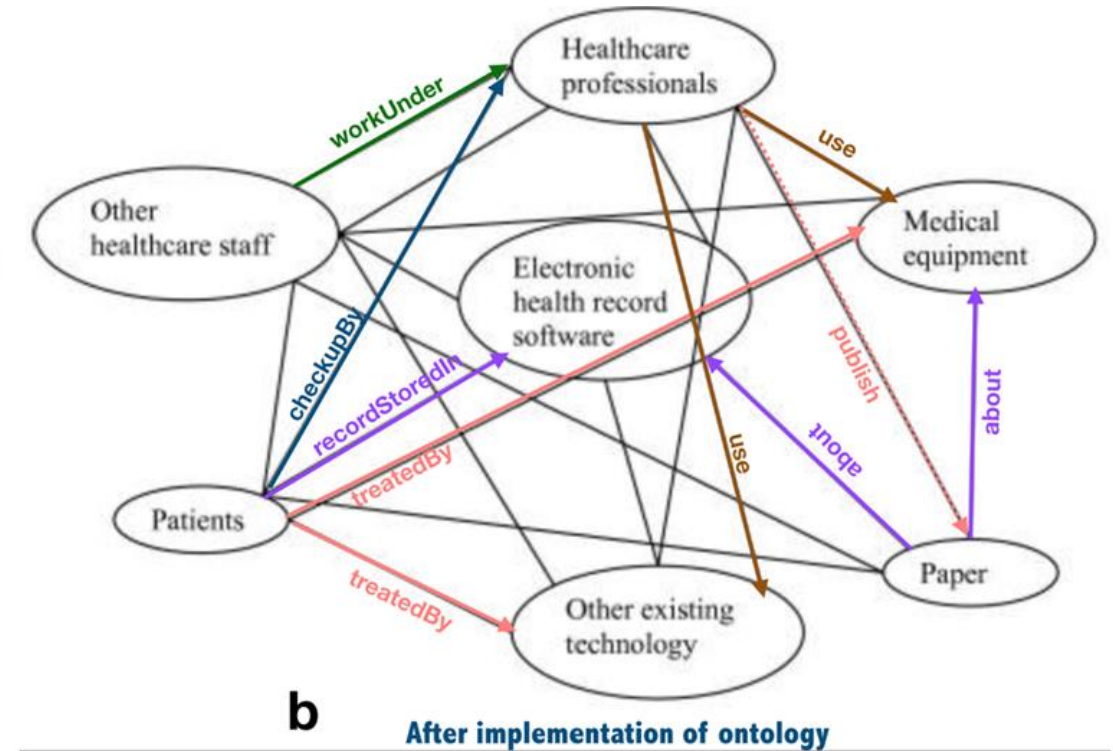 Healthcare
professionals
workUnder
use
Other
healthcare staff
Medical
equipment
Electronic
health record
software
checkupBy
recordStoredIn
publish
about
treatedBy
use
about
Patients
Paper
treatedBy
Other existing
technology
b
After implementation of ontology